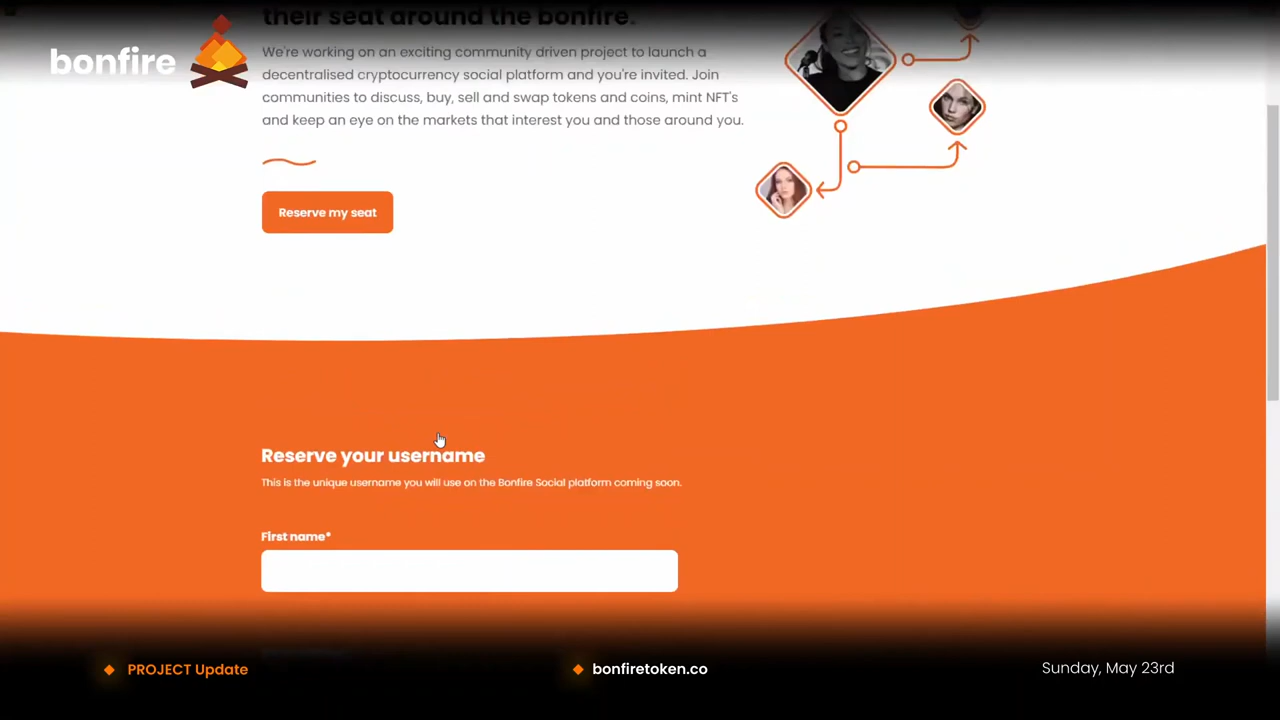 their seat around the bonfire.
bonfire
We're working on an exciting community driven project to launch a
decentralised cryptocurrency social platform and you're invited. Join
communities to discuss, buy, sell and swap tokens and coins, mint NFT's
and keep an eye on the markets that interest you and those around you.
Reserve my seat
Reserve your username
This is the unique username you will use on the Bonfire Social platform coming soon.
First name*
PROJECT Update
bonfiretoken.co
Sunday, May 23rd